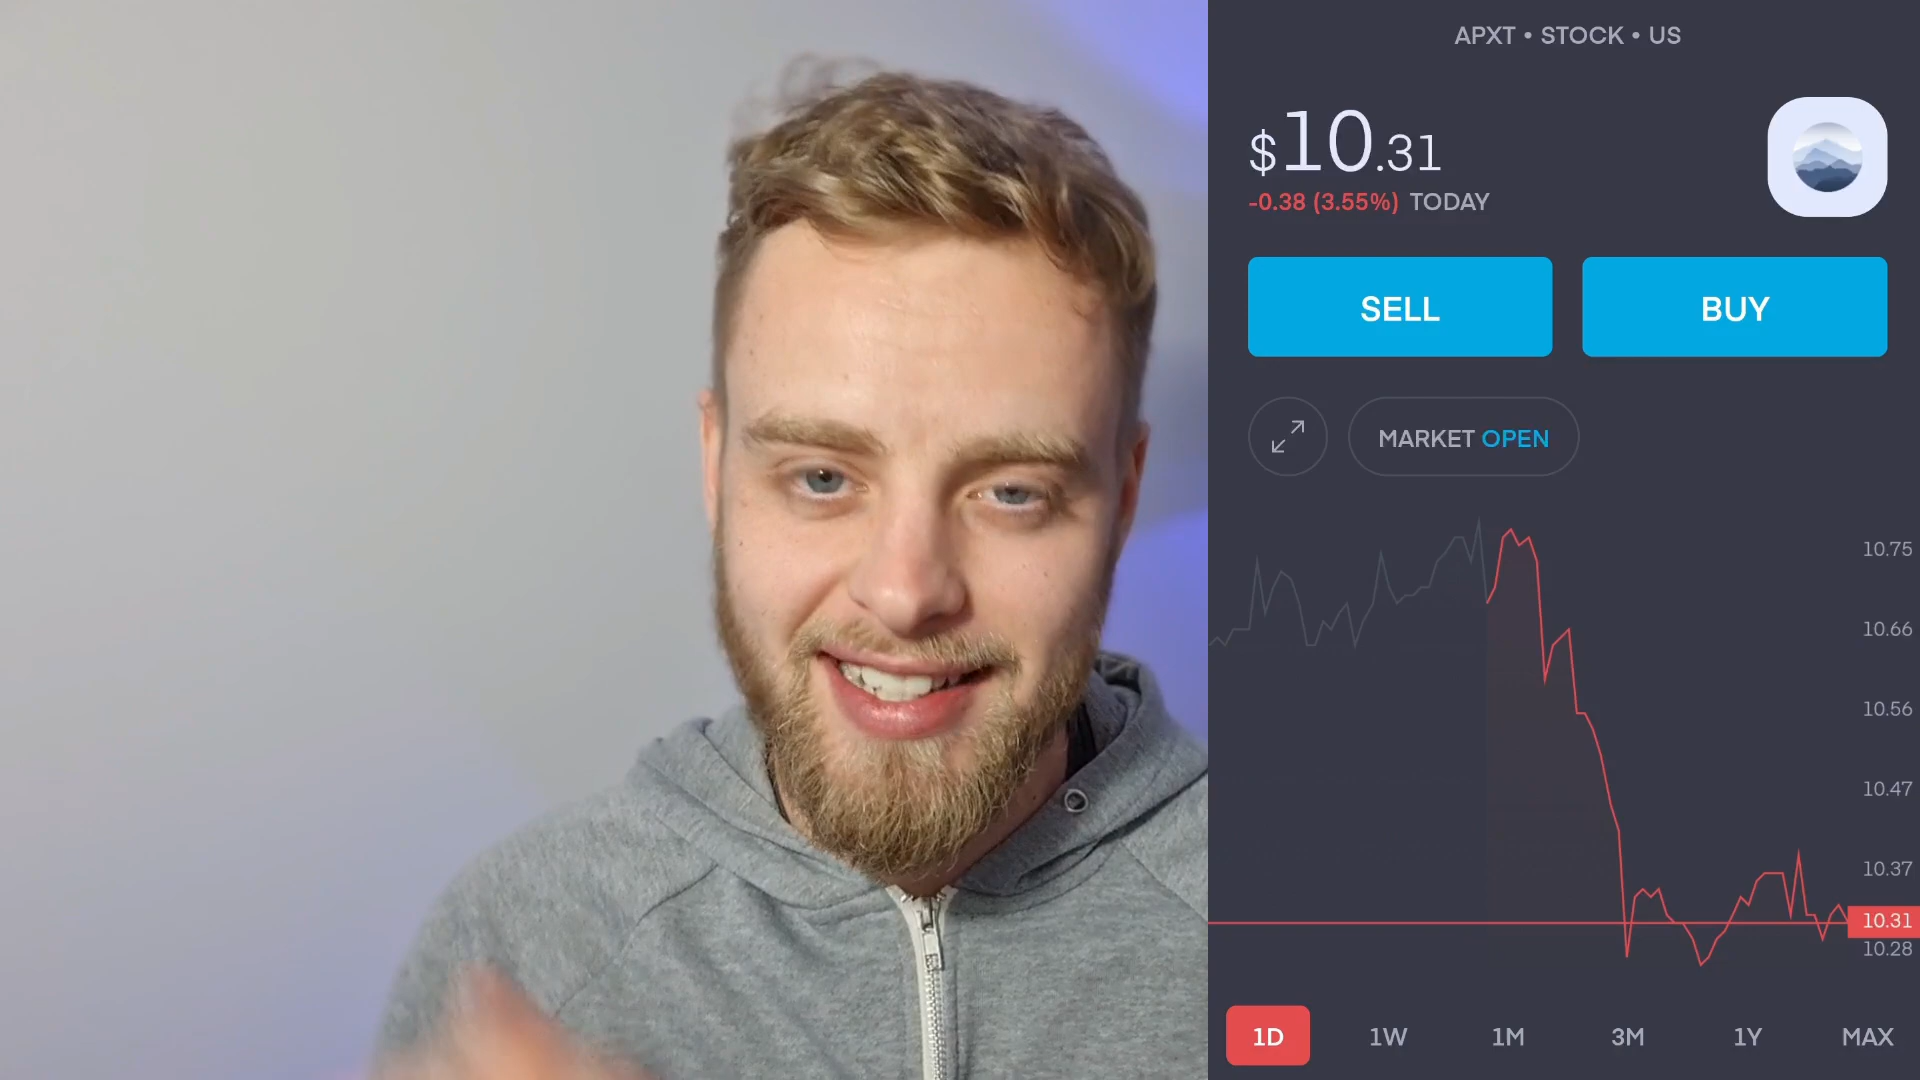 APXT • STOCK • US
$10.31
-0.38 (3.55%) TODAY
SELL
BUY
MARKET OPEN
10.75
10.66
10.56
10.47
10.37
10.31
10.28
1D
1W
1M
3M
1Y
MAX